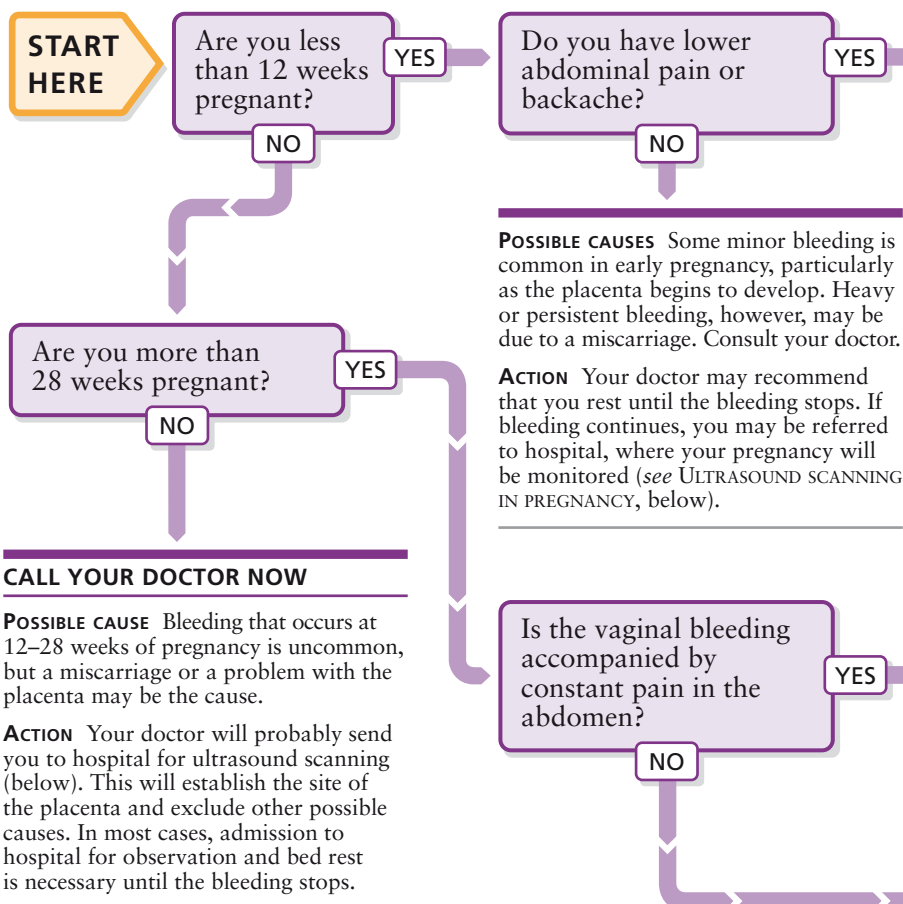 START
HERE
Are you less
than 12 weeks
pregnant?
YES
NO
Do you have lower
abdominal pain or
backache?
YES
NO
POSSIBLE CAUSES Some minor bleeding is
common in early pregnancy, particularly
as the placenta begins to develop. Heavy
or persistent bleeding, however, may be
due to a miscarriage. Consult your doctor.
ACTION Your doctor may recommend
that you rest until the bleeding stops. If
bleeding continues, you may be referred
to hospital, where your pregnancy will
be monitored (see ULTRASOUND SCANNING
IN PREGNANCY, below).
Are you more than
28 weeks pregnant?
YES
NO
CALL YOUR DOCTOR NOW
POSSIBLE CAUSE Bleeding that occurs at
12–28 weeks of pregnancy is uncommon,
but a miscarriage or a problem with the
placenta may be the cause.
ACTION Your doctor will probably send
you to hospital for ultrasound scanning
(below). This will establish the site of
the placenta and exclude other possible
causes. In most cases, admission to
hospital for observation and bed rest
is necessary until the bleeding stops.
Is the vaginal bleeding
accompanied by
constant pain in the
abdomen?
YES
NO